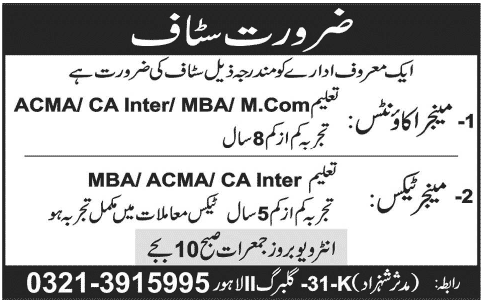 ضرورت سٹاف
ایک معروف ادارے کو مندرجہ ذیل سٹاف کی ضرورت ہے
1- مینجر اکاؤنٹس: تعلیم ACMA/ CA Inter/ MBA/ M.Com
تجربہ کم از کم 8 سال
2- مینجر ٹیکس: تعلیم MBA/ ACMA/ CA Inter
تجربہ کم از کم 5 سال ٹیکس معاملات میں مکمل تجربہ ہو
انٹرویو بروز جمعرات صبح 10 بجے
رابطہ: (مدثر شہزاد) 31-K- گلبرگ II لاہور 0321-3915995